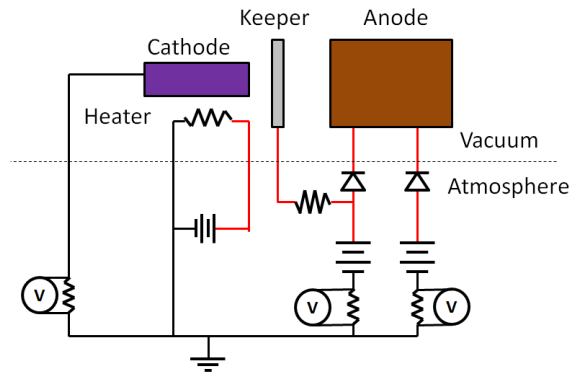 Keeper
Anode
Cathode
Heater
Vacuum
Atmosphere
V
V
V